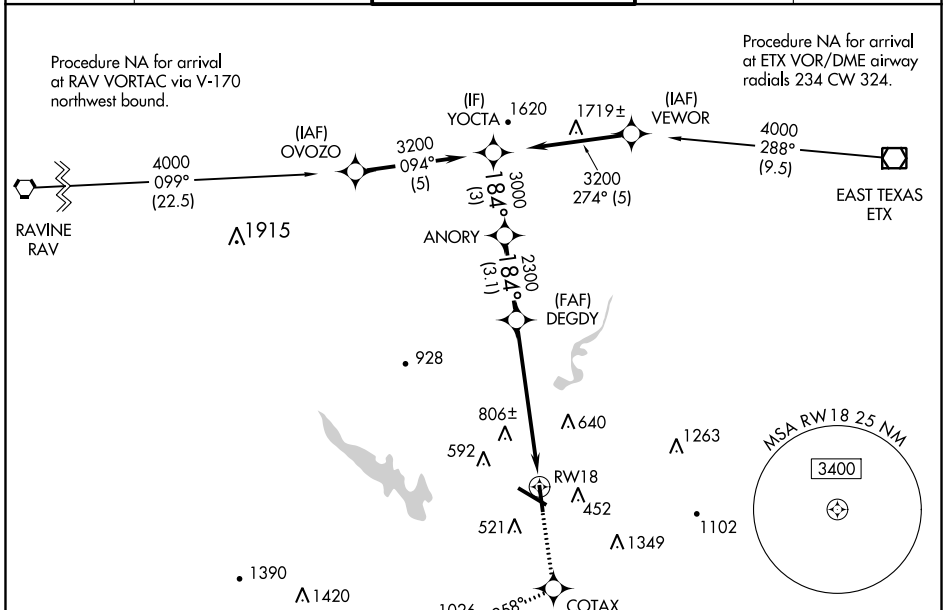 Procedure NA for arrival
at RAV VORTAC via V-170
northwest bound.
Procedure NA for arrival
at ETX VOR/DME airway
radials 234 CW 324.
(IF)
YOCTA
1620
1719±
(IAF)
VEWOR
(IAF)
OVOZO
3200
094°
(5)
4000
288°
(9.5)
4000
099°
(22.5)
3200
274° (5)
EAST TEXAS
ETX
RAVINE
RAV
3000
184°
(3)
1915
ANORY
2300
184°
(3.1)
(FAF)
DEGDY
928
806±
640
592
1263
MSA RW18 25 NM
3400
RW18
452
521
1102
1349
1390
1420
COTAX